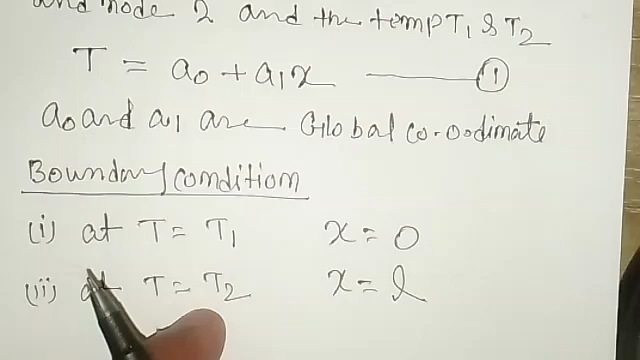 and node 2 and the temp T₁ & T₂
T = a₀ + a₁x ——— ①
a₀ and a₁ are Global co-oodimate
Boundary condition
(i) at T = T₁ x = 0
(ii) at T = T₂ x = l